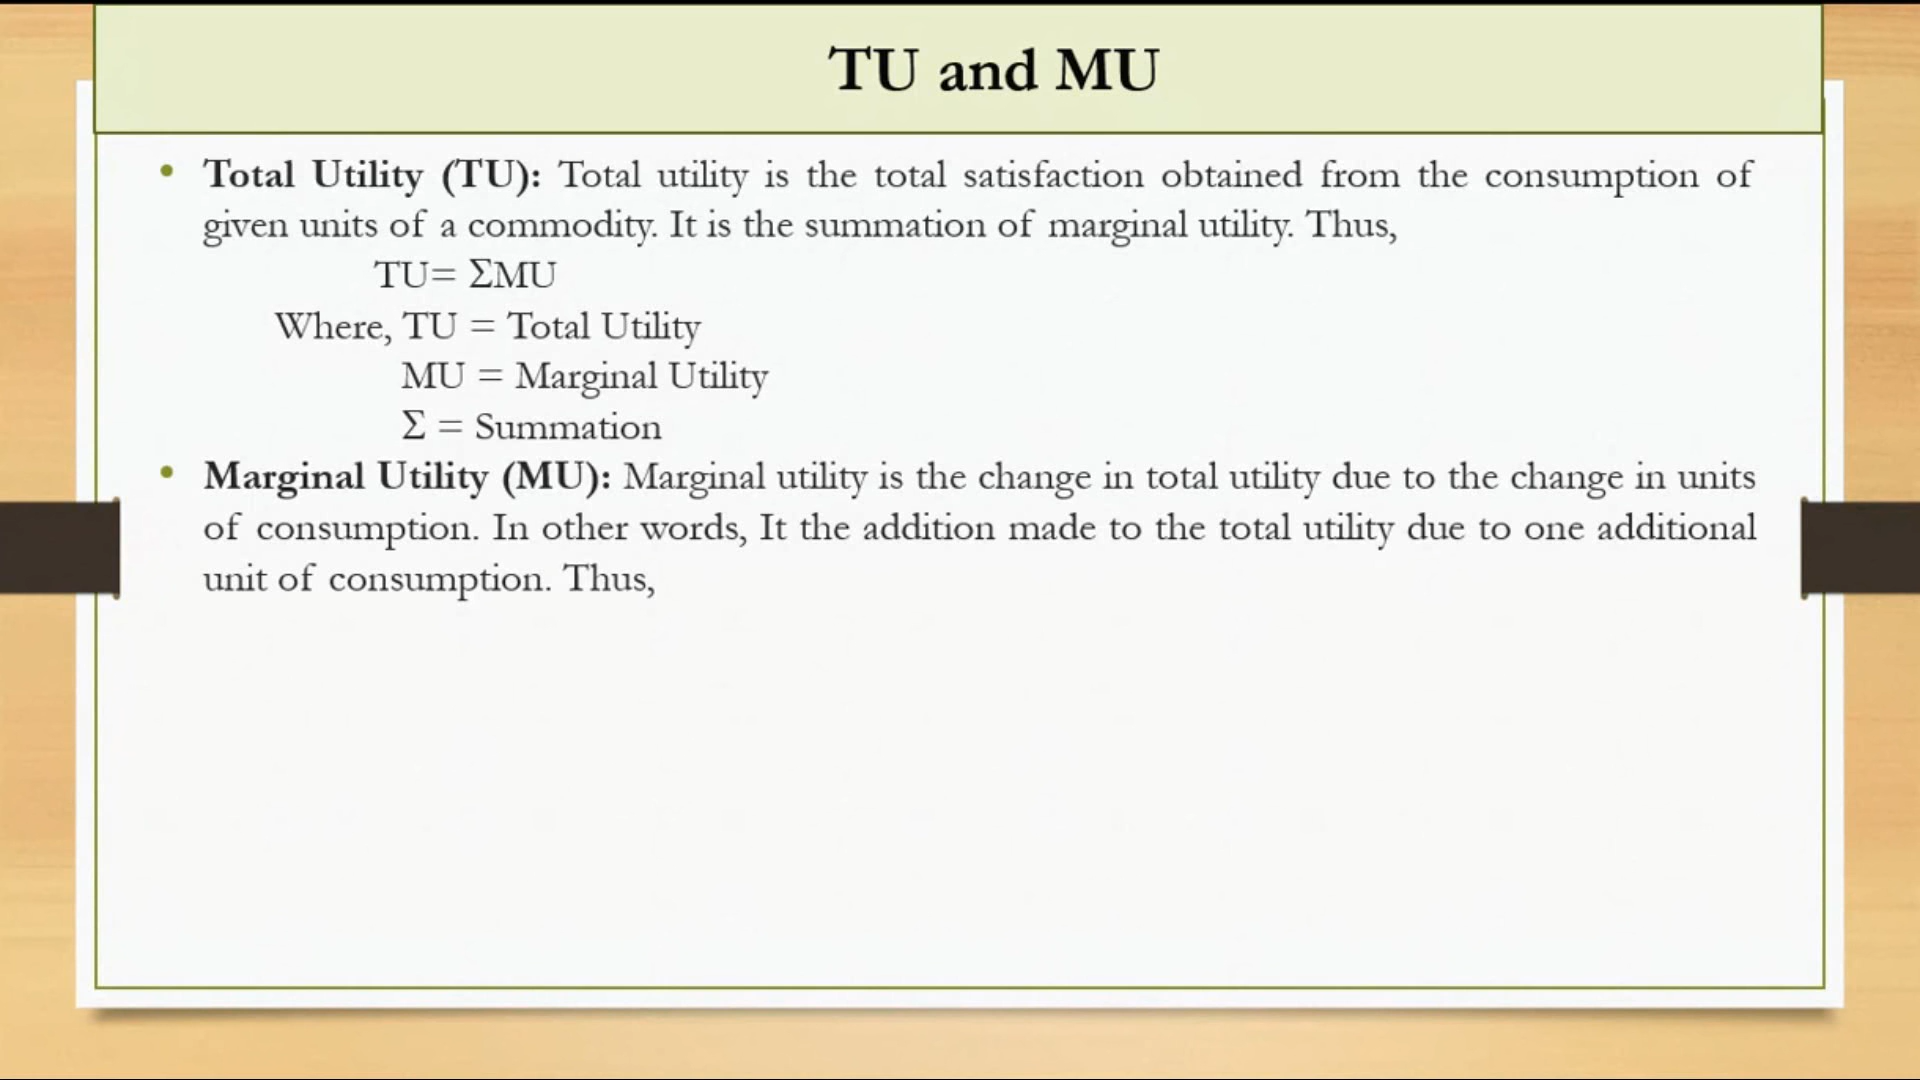 TU and MU
• Total Utility (TU): Total utility is the total satisfaction obtained from the consumption of
given units of a commodity. It is the summation of marginal utility. Thus,
TU= ΣMU
Where, TU = Total Utility
MU = Marginal Utility
Σ = Summation
• Marginal Utility (MU): Marginal utility is the change in total utility due to the change in units
of consumption. In other words, It the addition made to the total utility due to one additional
unit of consumption. Thus,